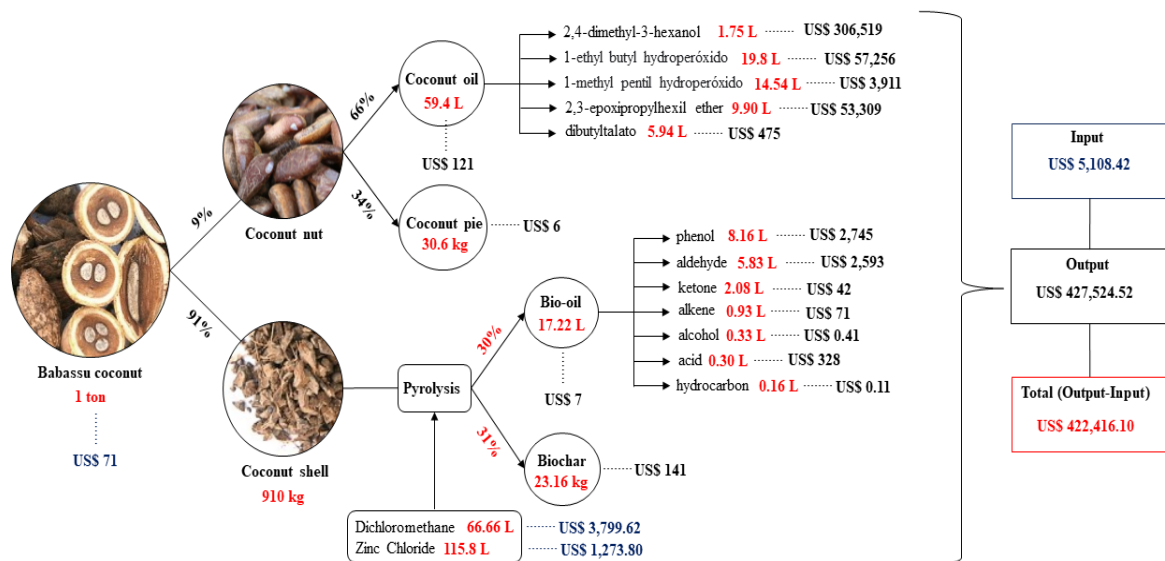 Babassu coconut
1 ton
US$ 71
9%
91%
Coconut nut
Coconut shell
910 kg
66%
34%
Coconut oil
59.4 L
US$ 121
Coconut pie
30.6 kg
US$ 6
2,4-dimethyl-3-hexanol 1.75 L US$ 306,519
1-ethyl butyl hydroperóxido 19.8 L US$ 57,256
1-methyl pentil hydroperóxido 14.54 L US$ 3,911
2,3-epoxipropylhexil ether 9.90 L US$ 53,309
dibutyltalato 5.94 L US$ 475
Pyrolysis
30%
31%
Bio-oil
17.22 L
US$ 7
Biochar
23.16 kg
US$ 141
phenol 8.16 L US$ 2,745
aldehyde 5.83 L US$ 2,593
ketone 2.08 L US$ 42
alkene 0.93 L US$ 71
alcohol 0.33 L US$ 0.41
acid 0.30 L US$ 328
hydrocarbon 0.16 L US$ 0.11
Dichloromethane 66.66 L US$ 3,799.62
Zinc Chloride 115.8 L US$ 1,273.80
Input
US$ 5,108.42
Output
US$ 427,524.52
Total (Output-Input)
US$ 422,416.10